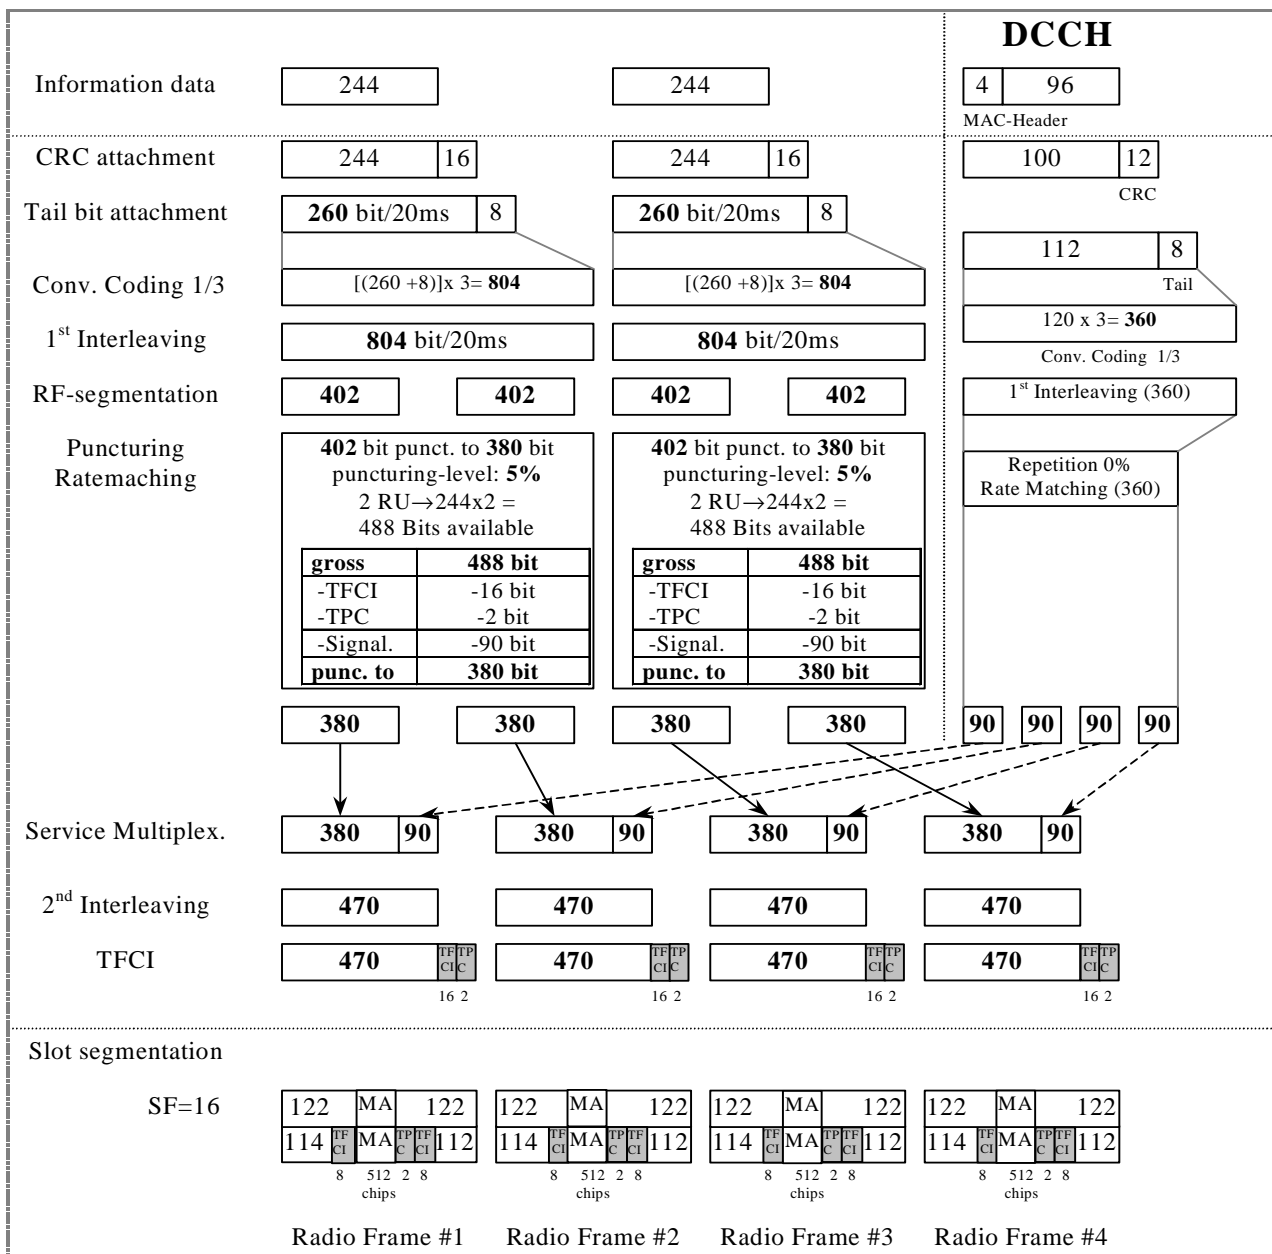 DCCH
Information data 244 244 4 96
MAC-Header
CRC attachment 244 16 244 16 100 12
CRC
Tail bit attachment 260 bit/20ms 8 260 bit/20ms 8
112 8
Tail
Conv. Coding 1/3 [(260 +8)]x 3= 804 [(260 +8)]x 3= 804
120 x 3= 360
Conv. Coding 1/3
1st Interleaving 804 bit/20ms 804 bit/20ms
RF-segmentation 402 402 402 402 1st Interleaving (360)
Puncturing
Ratemaching
402 bit punct. to 380 bit
puncturing-level: 5%
2 RU→244x2 =
488 Bits available
gross 488 bit
-TFCI -16 bit
-TPC -2 bit
-Signal. -90 bit
punc. to 380 bit
402 bit punct. to 380 bit
puncturing-level: 5%
2 RU→244x2 =
488 Bits available
gross 488 bit
-TFCI -16 bit
-TPC -2 bit
-Signal. -90 bit
punc. to 380 bit
Repetition 0%
Rate Matching (360)
380 380 380 380 90 90 90 90
Service Multiplex. 380 90 380 90 380 90 380 90
2nd Interleaving 470 470 470 470
TFCI 470 TFCI TPC 470 TFCI TPC 470 TFCI TPC 470 TFCI TPC
16 2 16 2 16 2 16 2
Slot segmentation
SF=16 122 MA 122 122 MA 122 122 MA 122 122 MA 122
114 TFCI MA TPC TFCI 112 114 TFCI MA TPC TFCI 112 114 TFCI MA TPC TFCI 112 114 TFCI MA TPC TFCI 112
8 512 2 8 8 512 2 8 8 512 2 8 8 512 2 8
chips chips chips chips
Radio Frame #1 Radio Frame #2 Radio Frame #3 Radio Frame #4